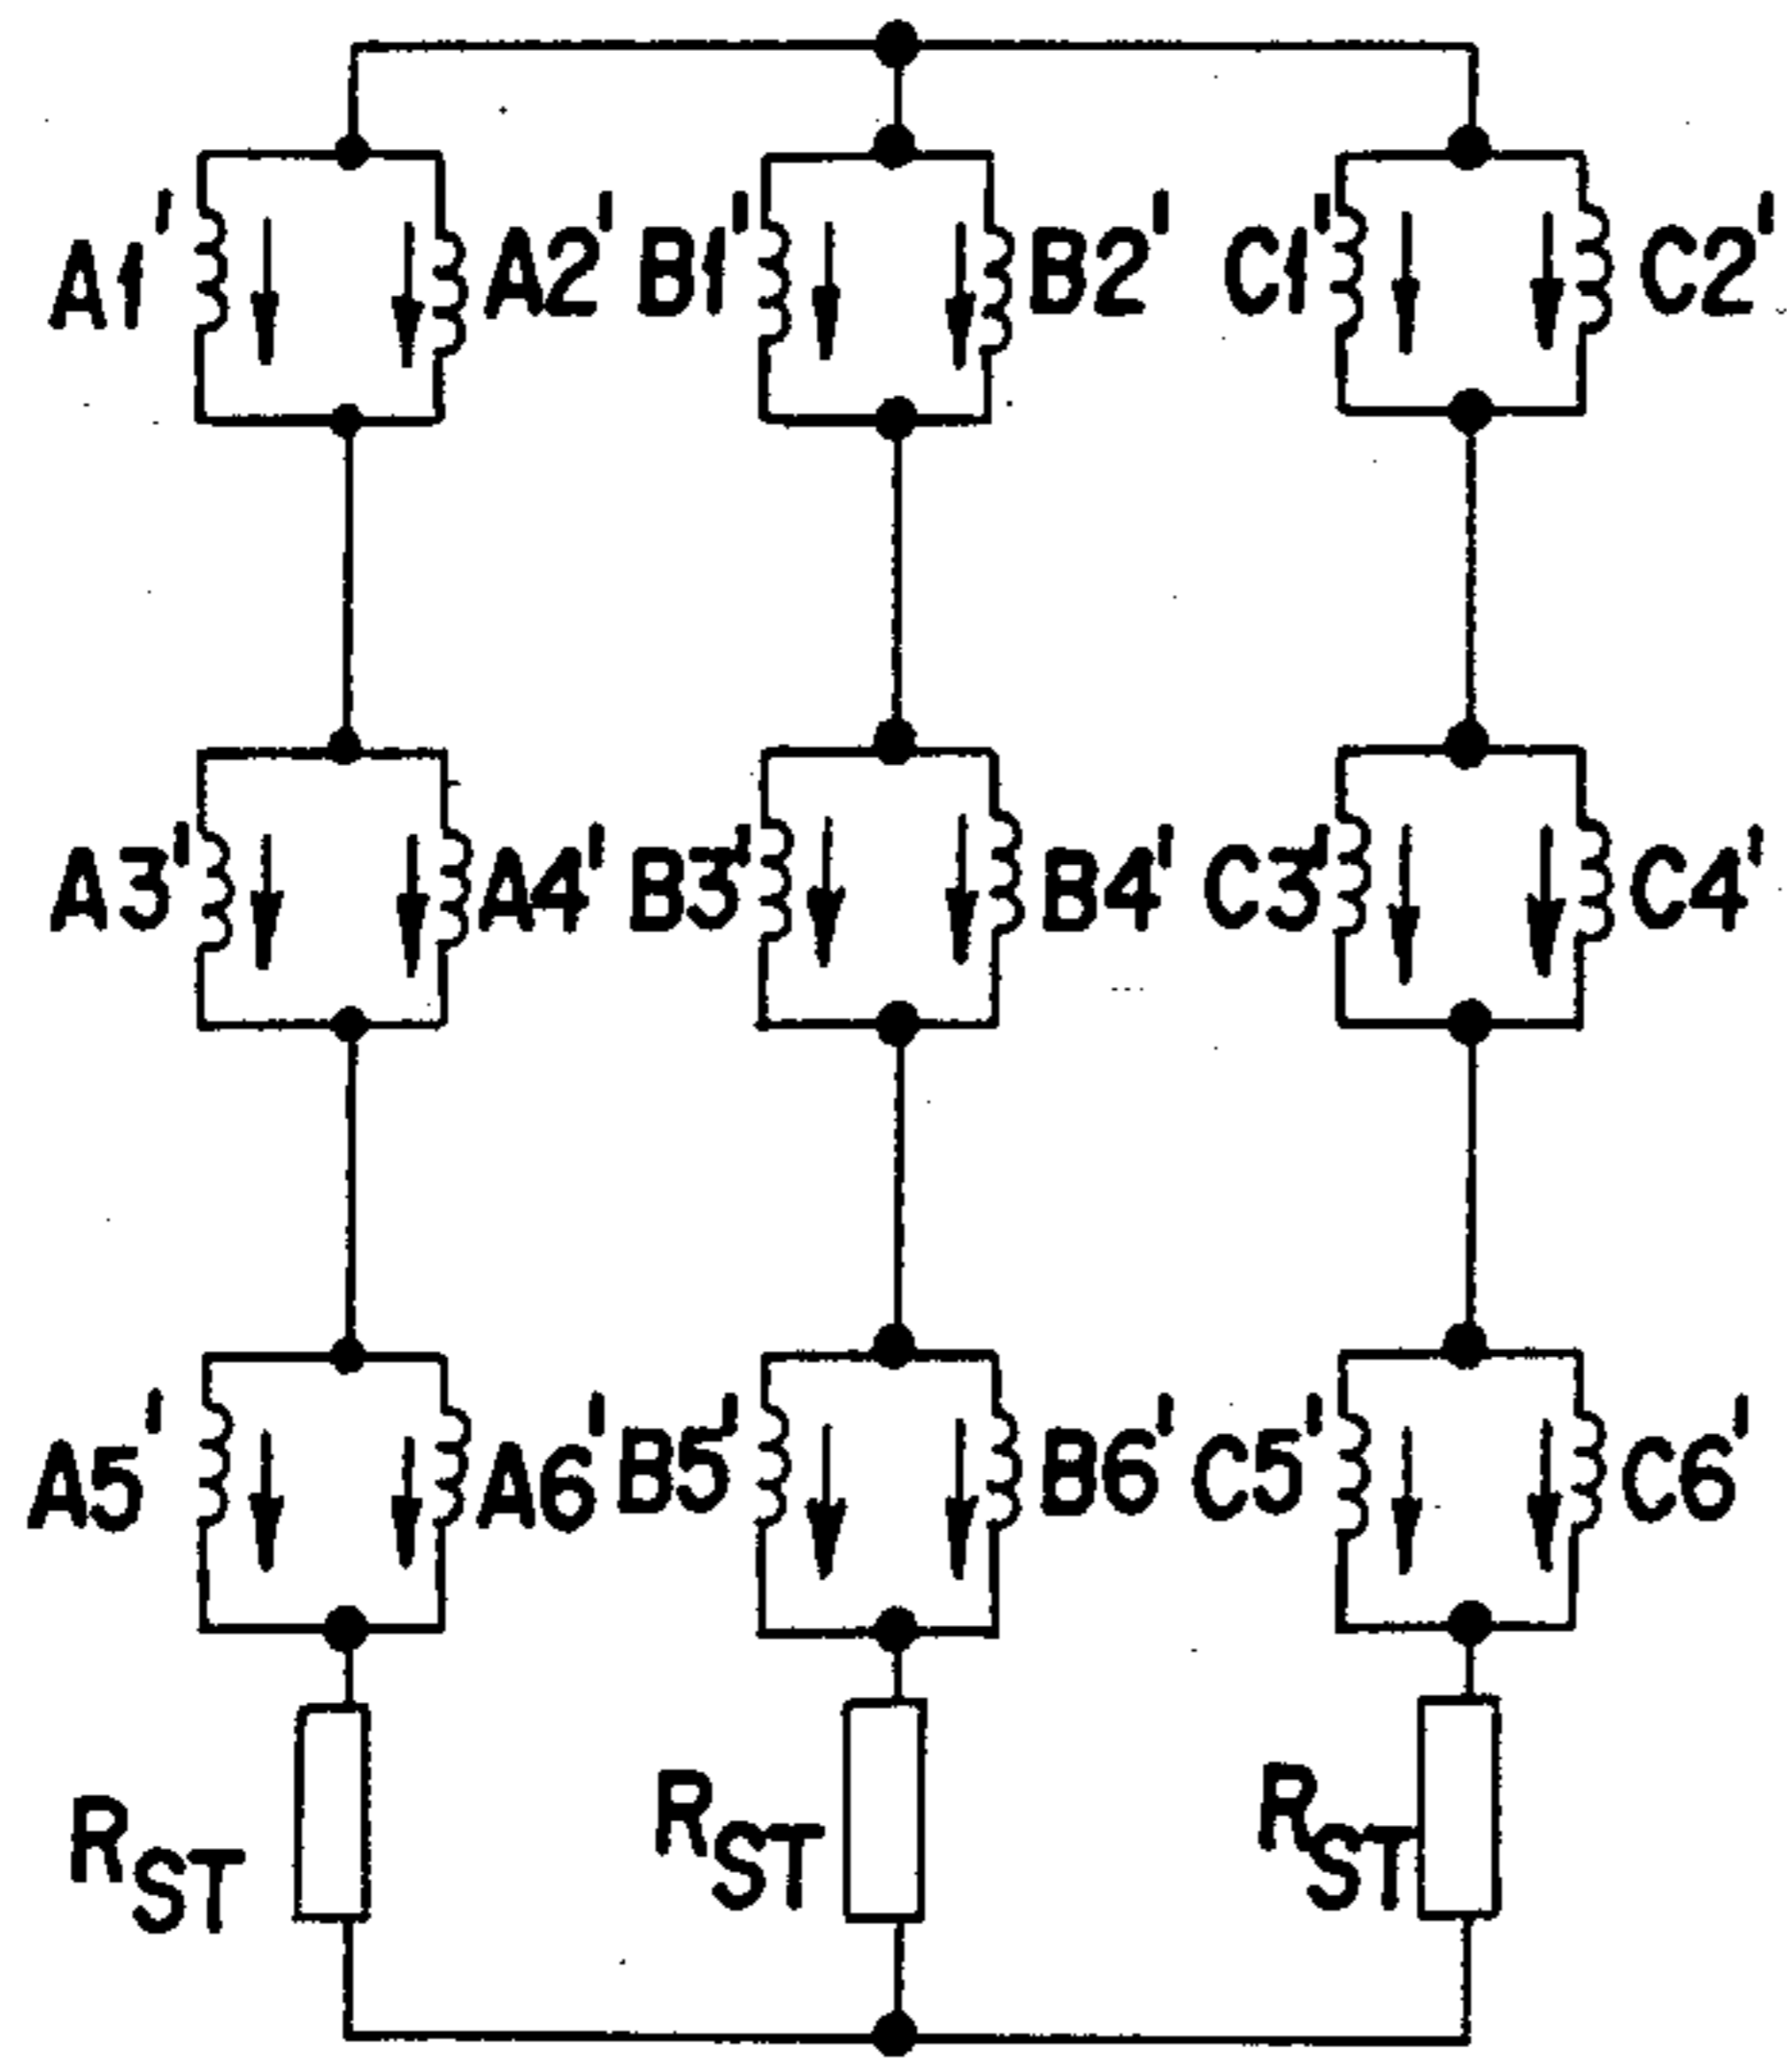 A1' A2' B1' B2' C1' C2'
A3' A4' B3' B4' C3' C4'
A5' A6' B5' B6' C5' C6'
RST RST RST